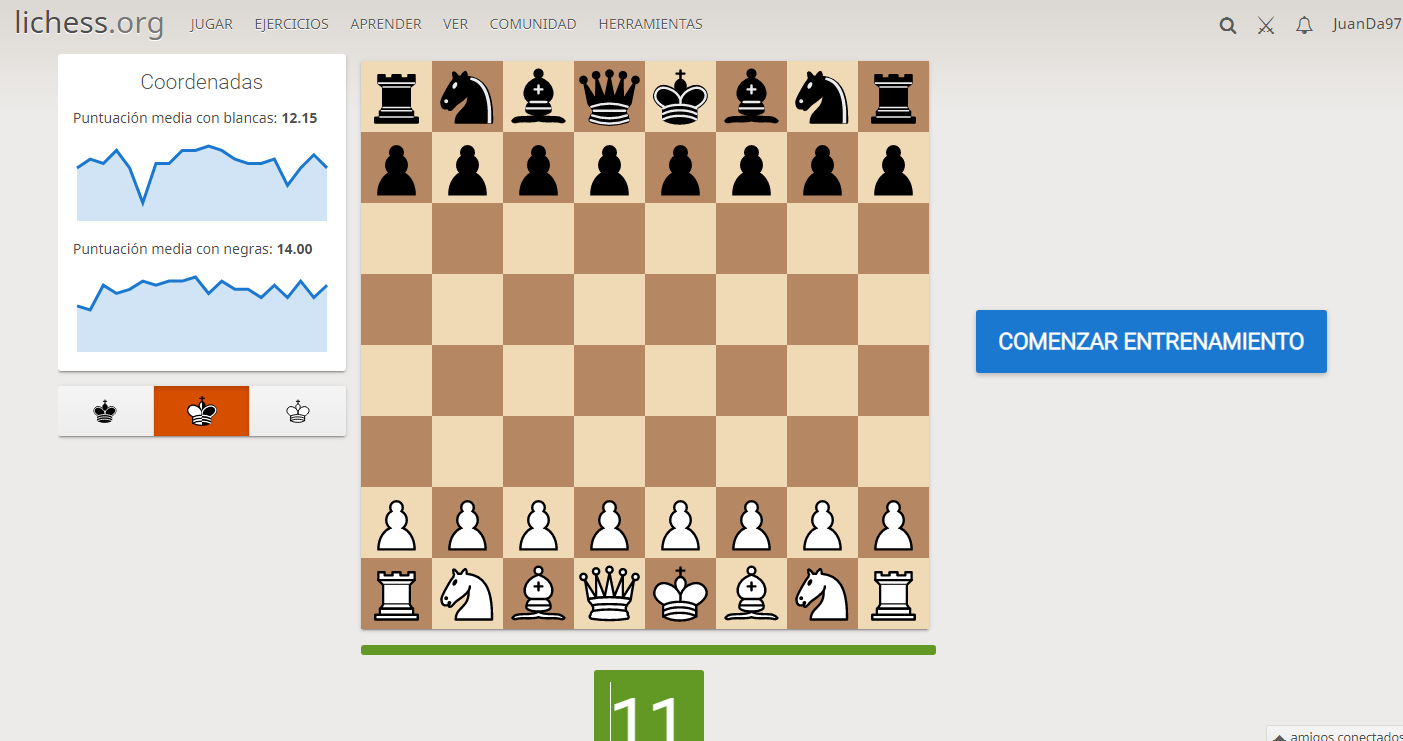 lichess.org JUGAR EJERCICIOS APRENDER VER COMUNIDAD HERRAMIENTAS JuanDa97
Coordenadas
Puntuación media con blancas: 12.15
Puntuación media con negras: 14.00
COMENZAR ENTRENAMIENTO
11
amigos conectados